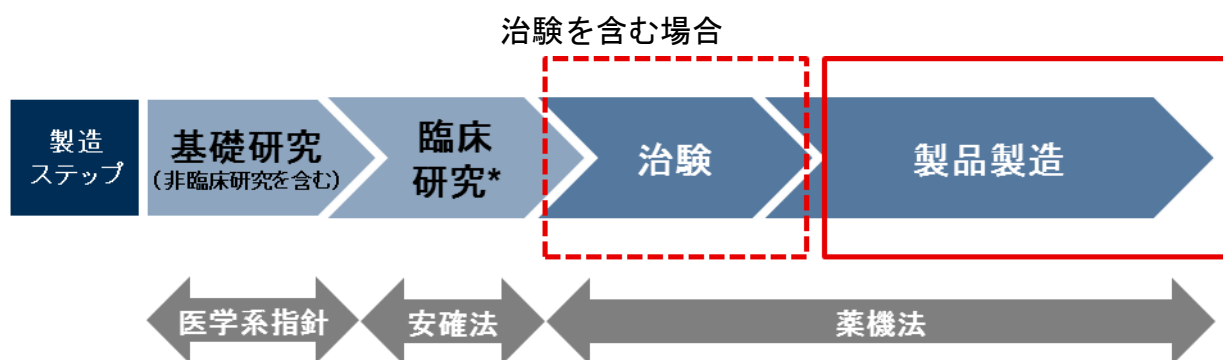 治験を含む場合
製造
ステップ
基礎研究
(非臨床研究を含む)
臨床
研究*
治験
製品製造
医学系指針
安確法
薬機法